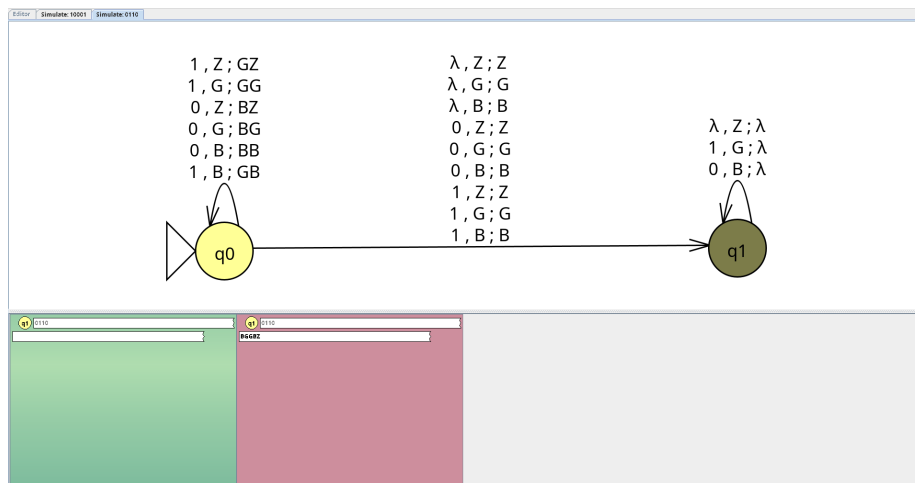 Editor Simulate: 10001 Simulate: 0110
1 , Z ; GZ
1 , G ; GG
0 , Z ; BZ
0 , G ; BG
0 , B ; BB
1 , B ; GB
λ , Z ; Z
λ , G ; G
λ , B ; B
0 , Z ; Z
0 , G ; G
0 , B ; B
1 , Z ; Z
1 , G ; G
1 , B ; B
λ , Z ; λ
1 , G ; λ
0 , B ; λ
q0
q1
q1 0110
q1 0110
BGGBZ